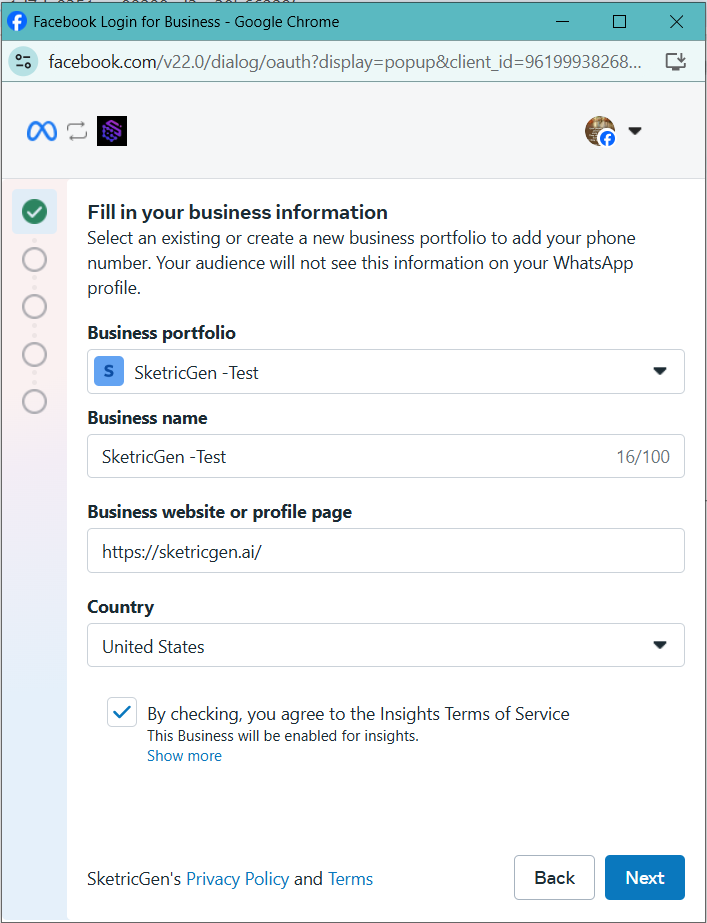 Facebook Login for Business - Google Chrome
facebook.com/v22.0/dialog/oauth?display=popup&client_id=96199938268...
Fill in your business information
Select an existing or create a new business portfolio to add your phone
number. Your audience will not see this information on your WhatsApp
profile.
Business portfolio
S SketricGen -Test
Business name
SketricGen -Test 16/100
Business website or profile page
https://sketricgen.ai/
Country
United States
By checking, you agree to the Insights Terms of Service
This Business will be enabled for insights.
Show more
SketricGen's Privacy Policy and Terms
Back
Next